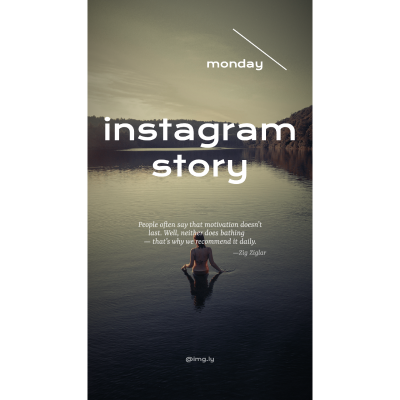 monday
instagram
story
People often say that motivation doesn't
last. Well, neither does bathing
— that's why we recommend it daily.
—Zig Ziglar
@img.ly